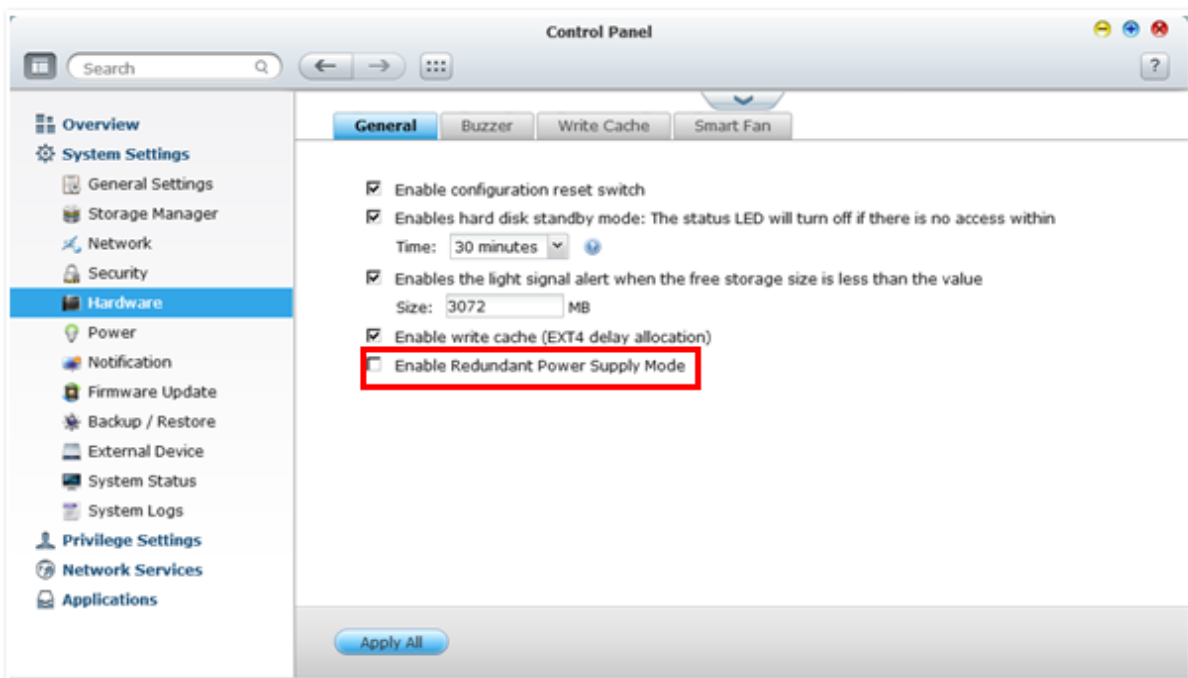 Control Panel
Search
?
Overview
System Settings
General Settings
Storage Manager
Network
Security
Hardware
Power
Notification
Firmware Update
Backup / Restore
External Device
System Status
System Logs
Privilege Settings
Network Services
Applications
General Buzzer Write Cache Smart Fan
Enable configuration reset switch
Enables hard disk standby mode: The status LED will turn off if there is no access within
Time: 30 minutes
Enables the light signal alert when the free storage size is less than the value
Size: 3072 MB
Enable write cache (EXT4 delay allocation)
Enable Redundant Power Supply Mode
Apply All